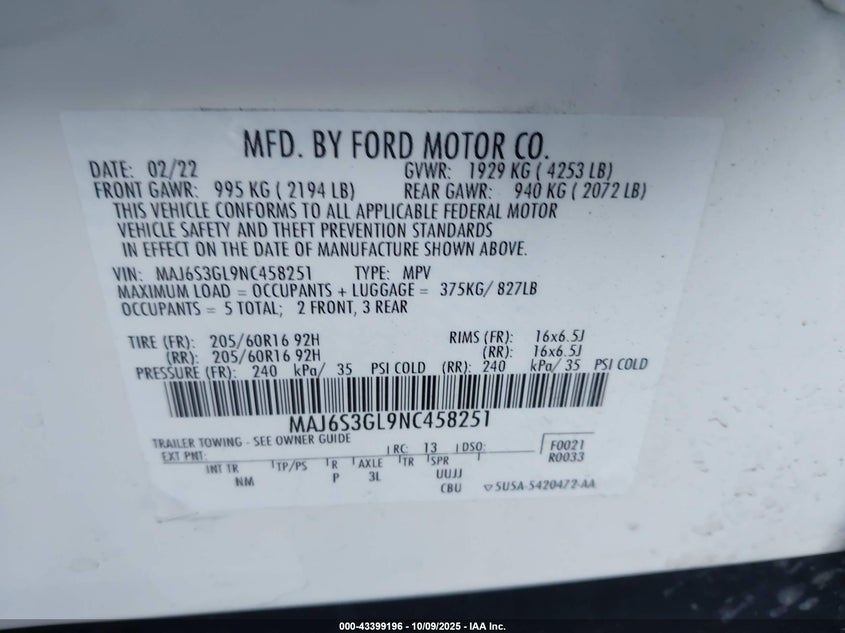 MFD. BY FORD MOTOR CO.
DATE: 02/22 GVWR: 1929 KG ( 4253 LB)
FRONT GAWR: 995 KG ( 2194 LB) REAR GAWR: 940 KG ( 2072 LB)
THIS VEHICLE CONFORMS TO ALL APPLICABLE FEDERAL MOTOR
VEHICLE SAFETY AND THEFT PREVENTION STANDARDS
IN EFFECT ON THE DATE OF MANUFACTURE SHOWN ABOVE.
VIN: MAJ6S3GL9NC458251 TYPE: MPV
MAXIMUM LOAD = OCCUPANTS + LUGGAGE = 375KG/ 827LB
OCCUPANTS = 5 TOTAL; 2 FRONT, 3 REAR
TIRE (FR): 205/60R16 92H RIMS (FR): 16x6.5J
(RR): 205/60R16 92H (RR): 16x6.5J
PRESSURE (FR): 240 kPa/ 35 PSI COLD (RR): 240 kPa/ 35 PSI COLD
MAJ6S3GL9NC458251
TRAILER TOWING - SEE OWNER GUIDE
EXT PNT: RC: 13 DSO: F0021
R0033
INT TR TP/PS R AXLE TR SPR
NM P 3L UUJJ
CBU SU5A-5420472-AA
000-43399196 - 10/09/2025 - IAA Inc.